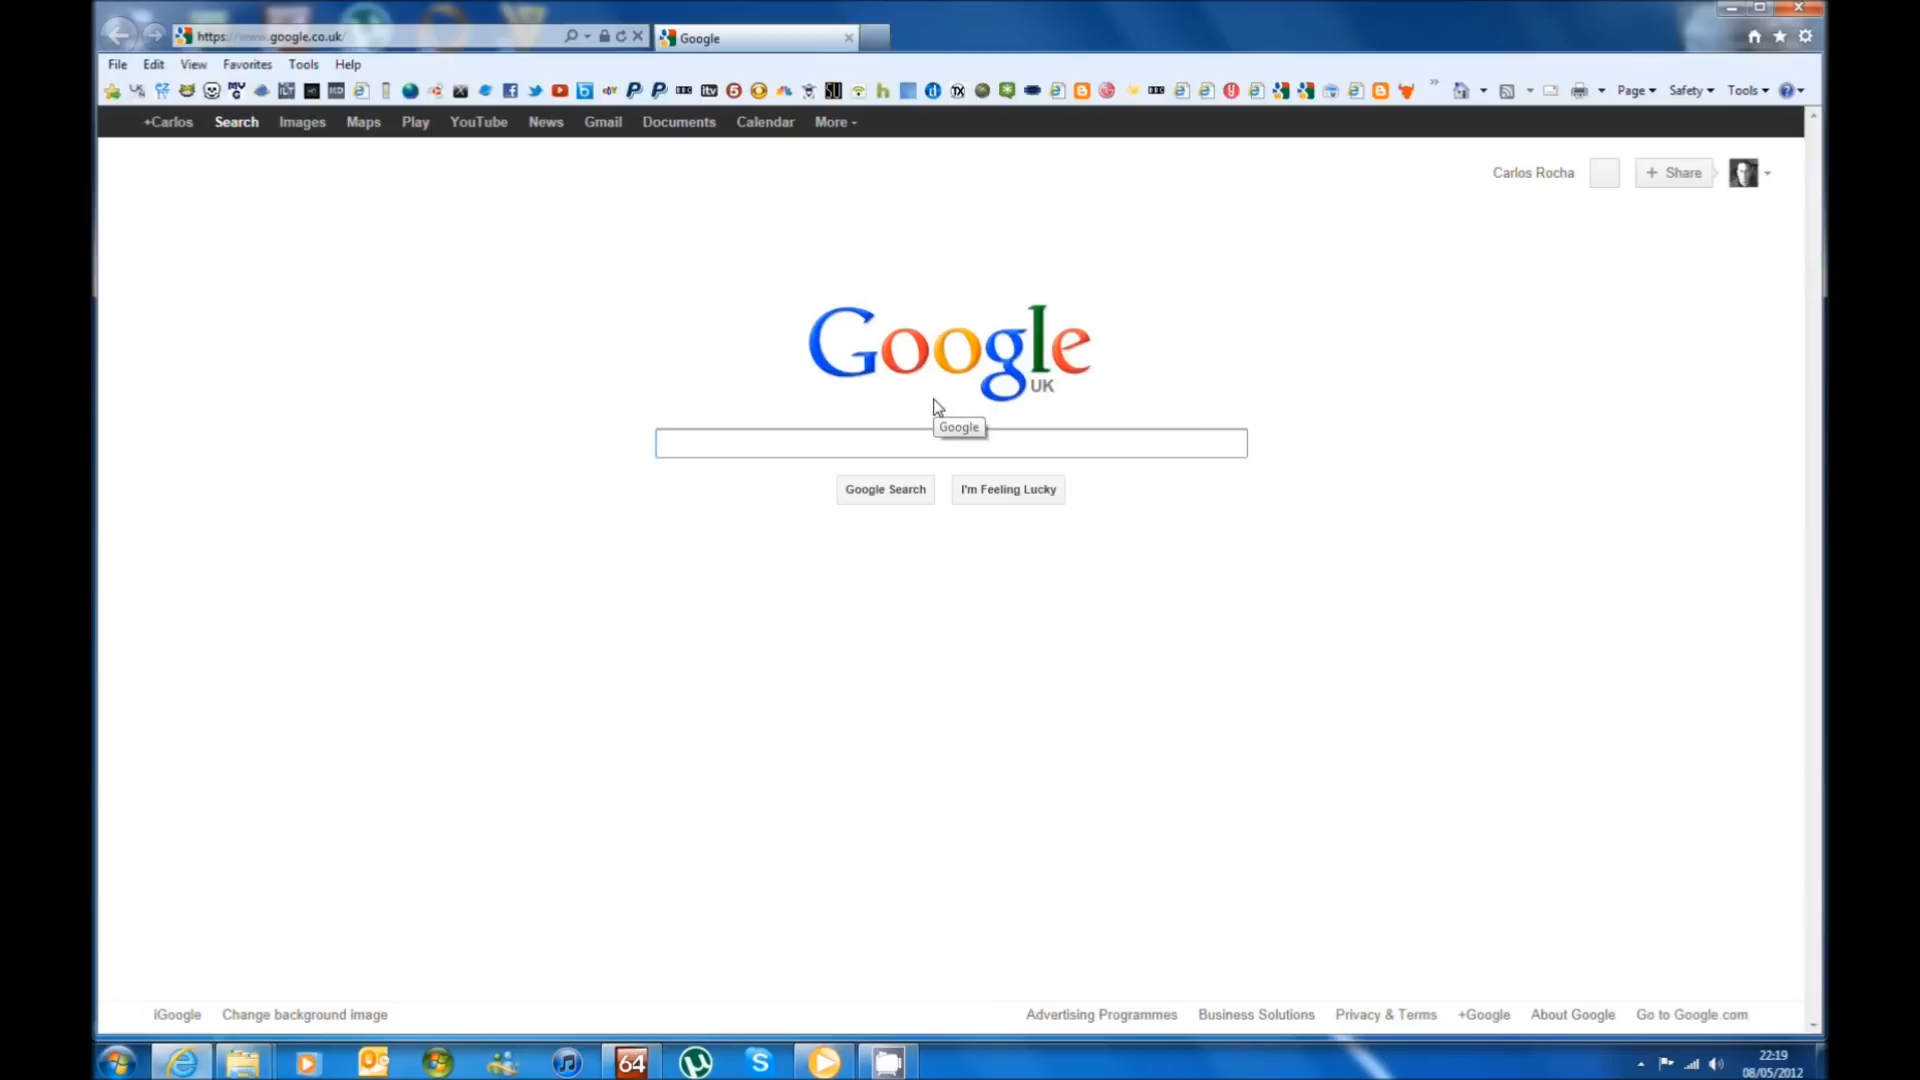 https://www.google.co.uk/
Google
File Edit View Favorites Tools Help
Page Safety Tools
+Carlos Search Images Maps Play YouTube News Gmail Documents Calendar More
Carlos Rocha + Share
Google
UK
Google
Google Search I'm Feeling Lucky
iGoogle Change background image Advertising Programmes Business Solutions Privacy & Terms +Google About Google Go to Google.com
64
22:19
08/05/2012